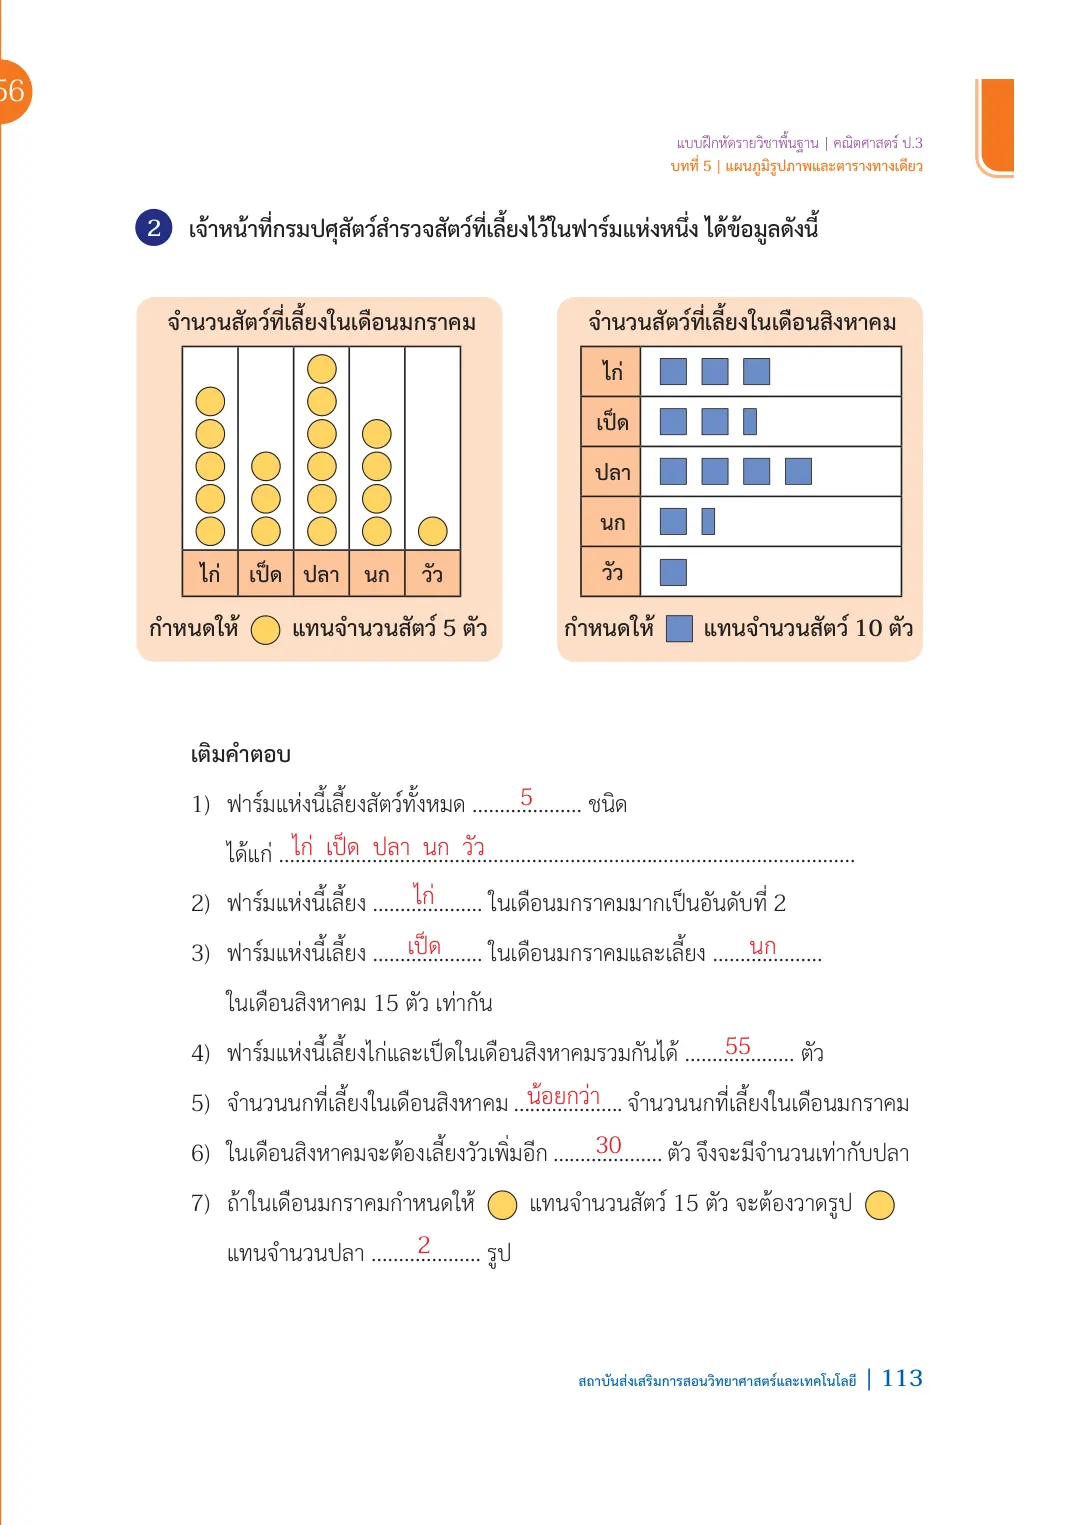 56
แบบฝึกหัดรายวิชาพื้นฐาน | คณิตศาสตร์ ป.3
บทที่ 5 | แผนภูมิรูปภาพและตารางทางเดียว
2 เจ้าหน้าที่กรมปศุสัตว์สำรวจสัตว์ที่เลี้ยงไว้ในฟาร์มแห่งหนึ่ง ได้ข้อมูลดังนี้
จำนวนสัตว์ที่เลี้ยงในเดือนมกราคม
ไก่ เป็ด ปลา นก วัว
กำหนดให้ แทนจำนวนสัตว์ 5 ตัว
จำนวนสัตว์ที่เลี้ยงในเดือนสิงหาคม
ไก่
เป็ด
ปลา
นก
วัว
กำหนดให้ แทนจำนวนสัตว์ 10 ตัว
เติมคำตอบ
1) ฟาร์มแห่งนี้เลี้ยงสัตว์ทั้งหมด .....5..... ชนิด
ได้แก่ ไก่ เป็ด ปลา นก วัว ..........
2) ฟาร์มแห่งนี้เลี้ยง .....ไก่..... ในเดือนมกราคมมากเป็นอันดับที่ 2
3) ฟาร์มแห่งนี้เลี้ยง .....เป็ด..... ในเดือนมกราคมและเลี้ยง .....นก.....
ในเดือนสิงหาคม 15 ตัว เท่ากัน
4) ฟาร์มแห่งนี้เลี้ยงไก่และเป็ดในเดือนสิงหาคมรวมกันได้ .....55..... ตัว
5) จำนวนนกที่เลี้ยงในเดือนสิงหาคม .....น้อยกว่า..... จำนวนนกที่เลี้ยงในเดือนมกราคม
6) ในเดือนสิงหาคมจะต้องเลี้ยงวัวเพิ่มอีก .....30..... ตัว จึงจะมีจำนวนเท่ากับปลา
7) ถ้าในเดือนมกราคมกำหนดให้ แทนจำนวนสัตว์ 15 ตัว จะต้องวาดรูป
แทนจำนวนปลา .....2..... รูป
สถาบันส่งเสริมการสอนวิทยาศาสตร์และเทคโนโลยี | 113